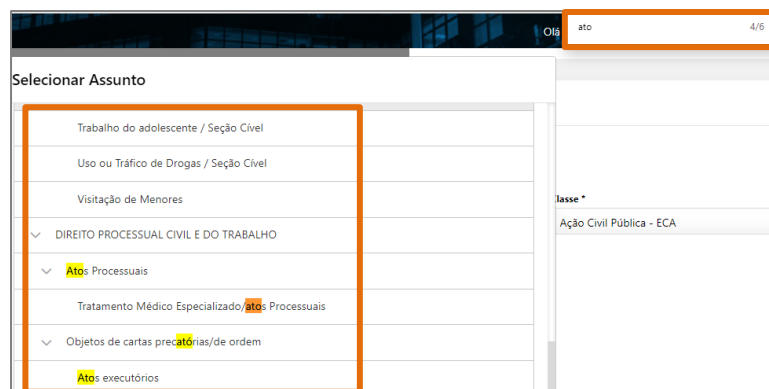 Olá
ato 4/6
Selecionar Assunto
Trabalho do adolescente / Seção Cível
Uso ou Tráfico de Drogas / Seção Cível
Visitação de Menores
Classe *
Ação Civil Pública - ECA
DIREITO PROCESSUAL CIVIL E DO TRABALHO
Atos Processuais
Tratamento Médico Especializado/atos Processuais
Objetos de cartas precatórias/de ordem
Atos executórios